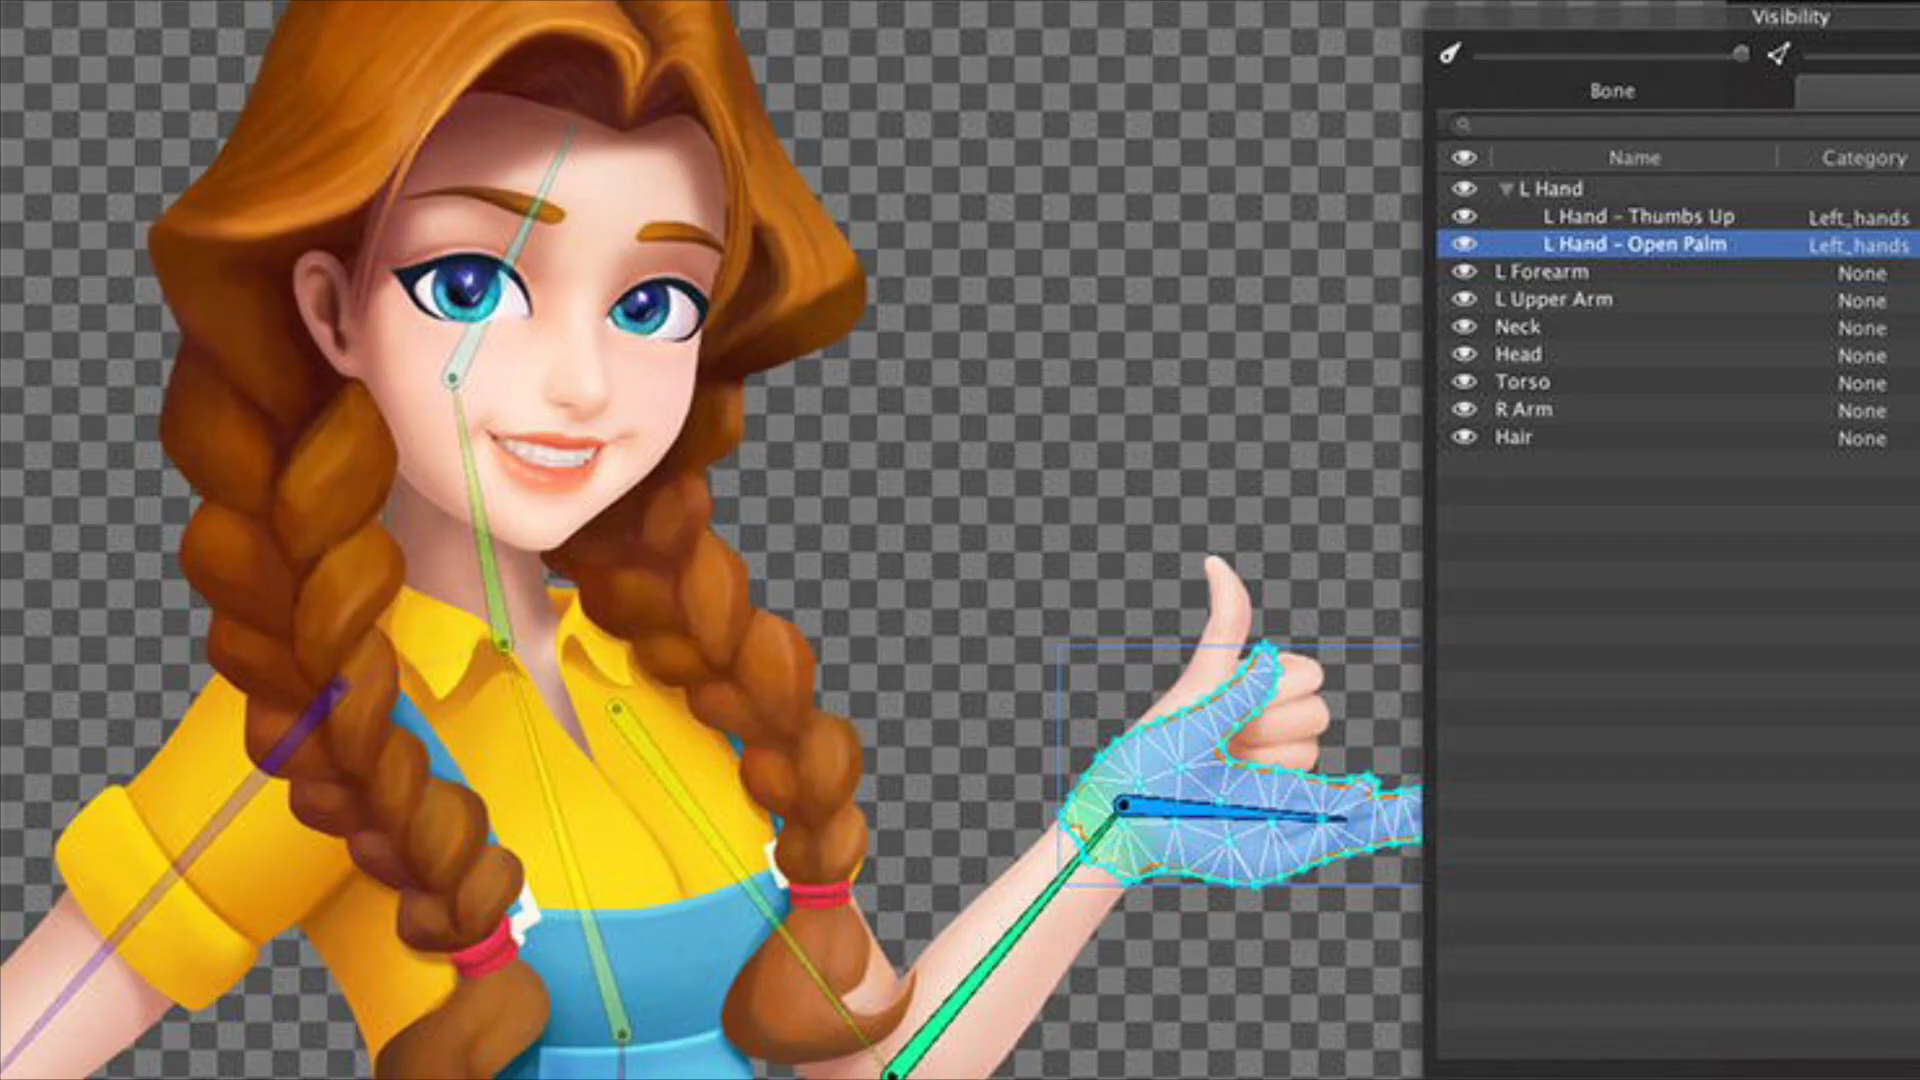 Visibility
Bone
Name Category
L Hand
L Hand - Thumbs Up Left_hands
L Hand - Open Palm Left_hands
L Forearm None
L Upper Arm None
Neck None
Head None
Torso None
R Arm None
Hair None